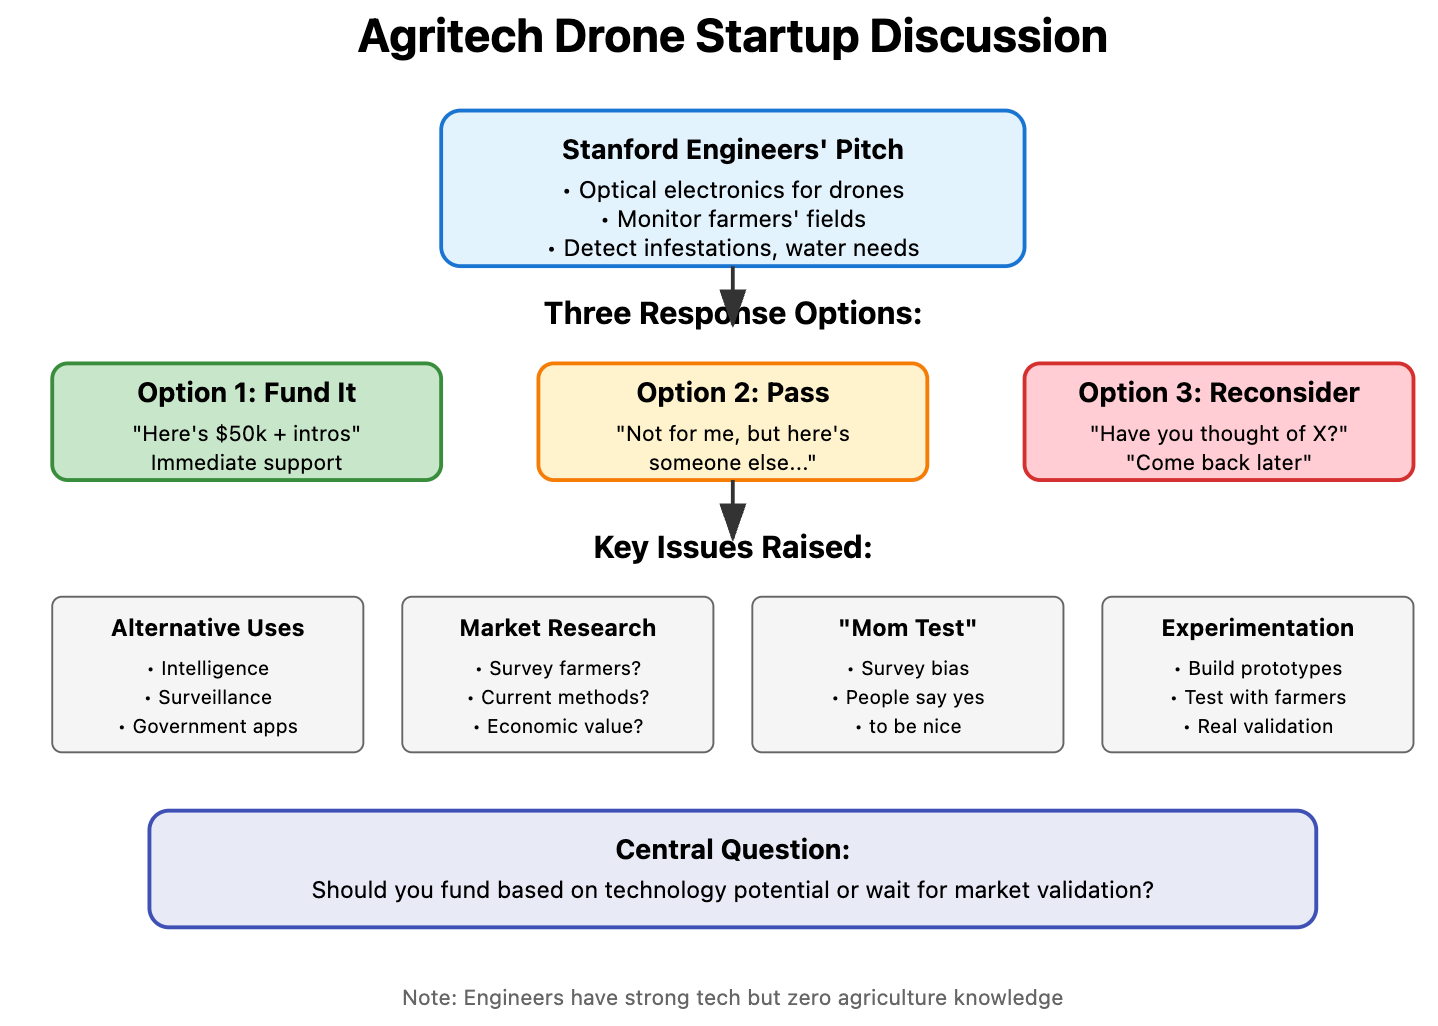 Agritech Drone Startup Discussion
Stanford Engineers' Pitch
• Optical electronics for drones
• Monitor farmers' fields
• Detect infestations, water needs
Three Response Options:
Option 1: Fund It
"Here's $50k + intros"
Immediate support
Option 2: Pass
"Not for me, but here's
someone else..."
Option 3: Reconsider
"Have you thought of X?"
"Come back later"
Key Issues Raised:
Alternative Uses
• Intelligence
• Surveillance
• Government apps
Market Research
• Survey farmers?
• Current methods?
• Economic value?
"Mom Test"
• Survey bias
• People say yes
• to be nice
Experimentation
• Build prototypes
• Test with farmers
• Real validation
Central Question:
Should you fund based on technology potential or wait for market validation?
Note: Engineers have strong tech but zero agriculture knowledge